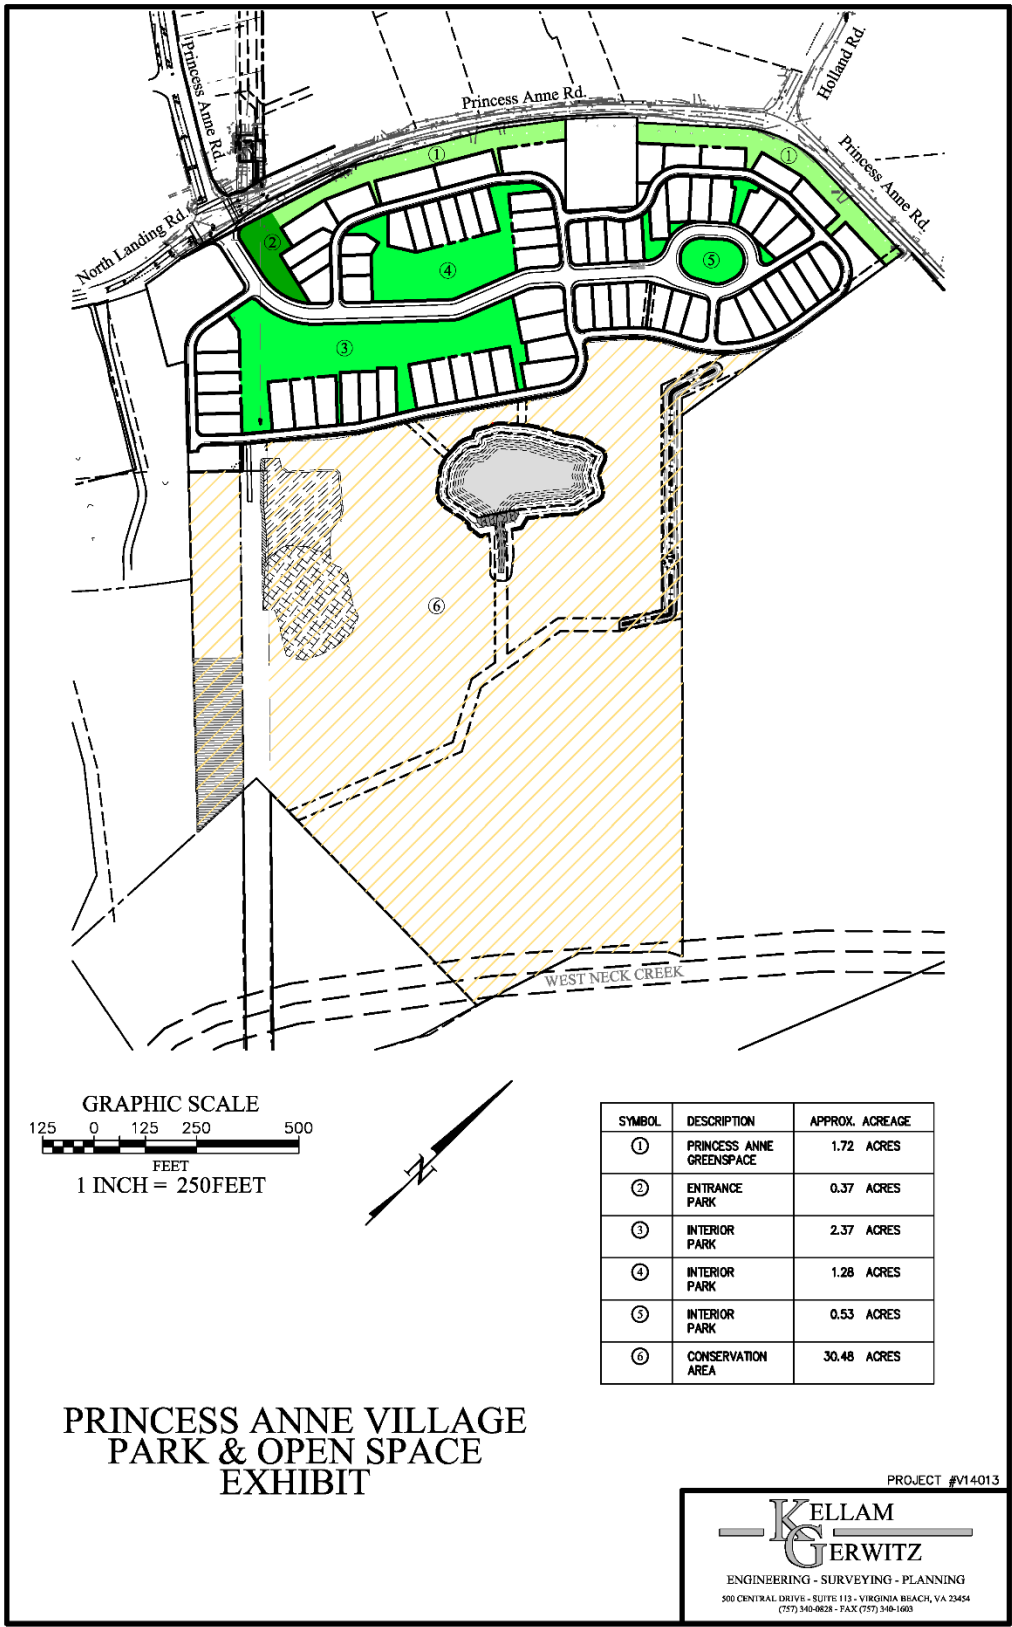 Princess Anne Rd.
Princess Anne Rd.
Holland Rd.
Princess Anne Rd.
North Landing Rd.
1
1
2
3
4
5
6
WEST NECK CREEK
GRAPHIC SCALE
125 0 125 250 500
FEET
1 INCH = 250FEET
N
SYMBOL DESCRIPTION APPROX. ACREAGE
1 PRINCESS ANNE GREENSPACE 1.72 ACRES
2 ENTRANCE PARK 0.37 ACRES
3 INTERIOR PARK 2.37 ACRES
4 INTERIOR PARK 1.28 ACRES
5 INTERIOR PARK 0.53 ACRES
6 CONSERVATION AREA 30.48 ACRES
PRINCESS ANNE VILLAGE
PARK & OPEN SPACE
EXHIBIT
PROJECT #V14013
KELLAM
GERWITZ
ENGINEERING - SURVEYING - PLANNING
500 CENTRAL DRIVE - SUITE 113 - VIRGINIA BEACH, VA 23454
(757) 340-0828 - FAX (757) 340-1603